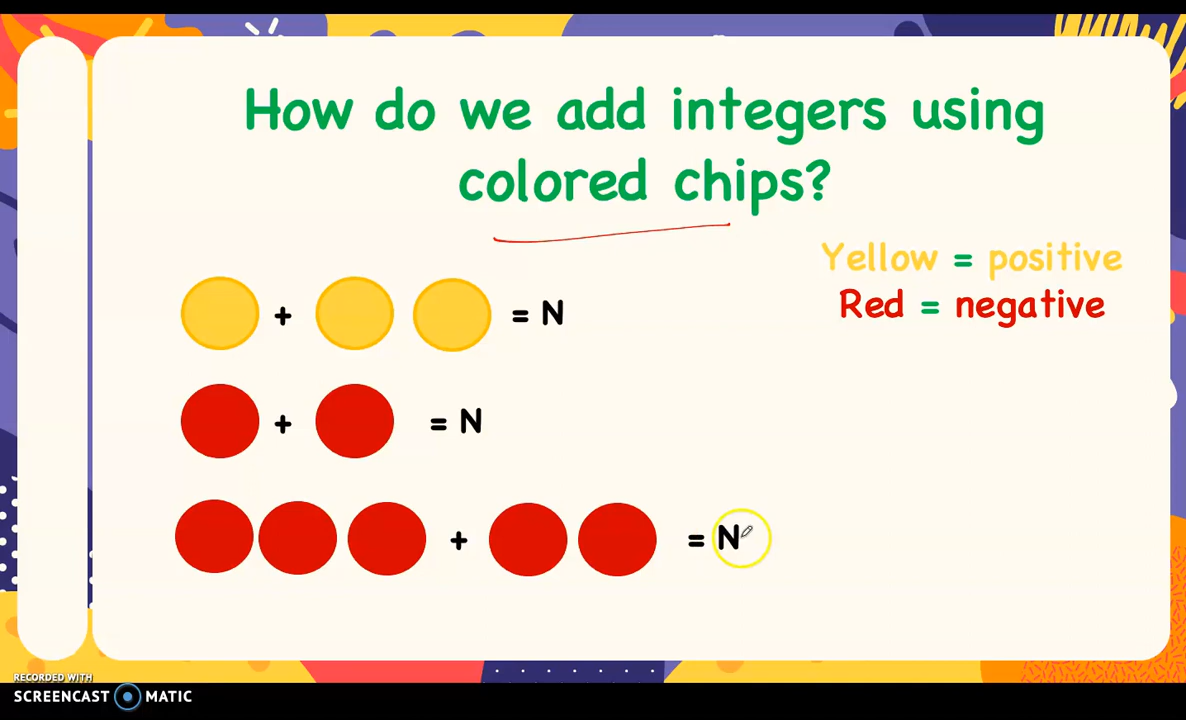 How do we add integers using
colored chips?
Yellow = positive
Red = negative
+ = N
+ = N
+ = N
RECORDED WITH
SCREENCAST MATIC